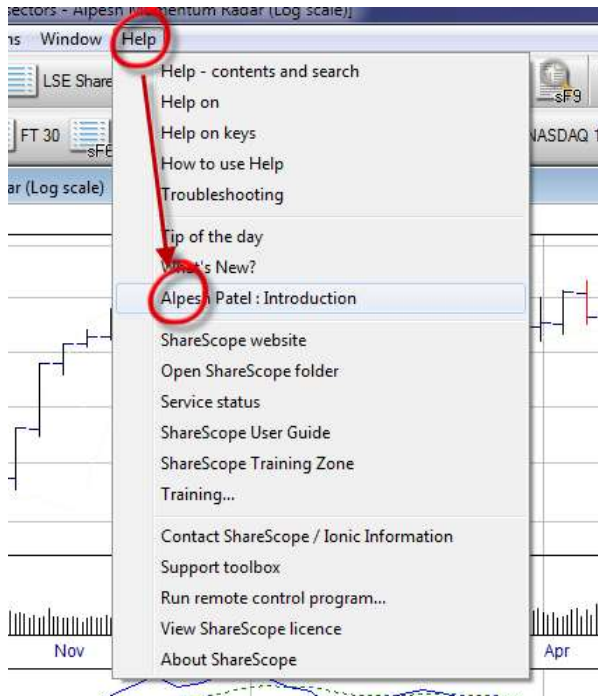 sectors - Alpesh Momentum Radar (Log scale)]
ns Window Help
LSE Share
sF9
FT 30
sF6
NASDAQ 1
ar (Log scale)
Help - contents and search
Help on
Help on keys
How to use Help
Troubleshooting
Tip of the day
What's New?
Alpesh Patel : Introduction
ShareScope website
Open ShareScope folder
Service status
ShareScope User Guide
ShareScope Training Zone
Training...
Contact ShareScope / Ionic Information
Support toolbox
Run remote control program...
View ShareScope licence
About ShareScope
Nov
Apr